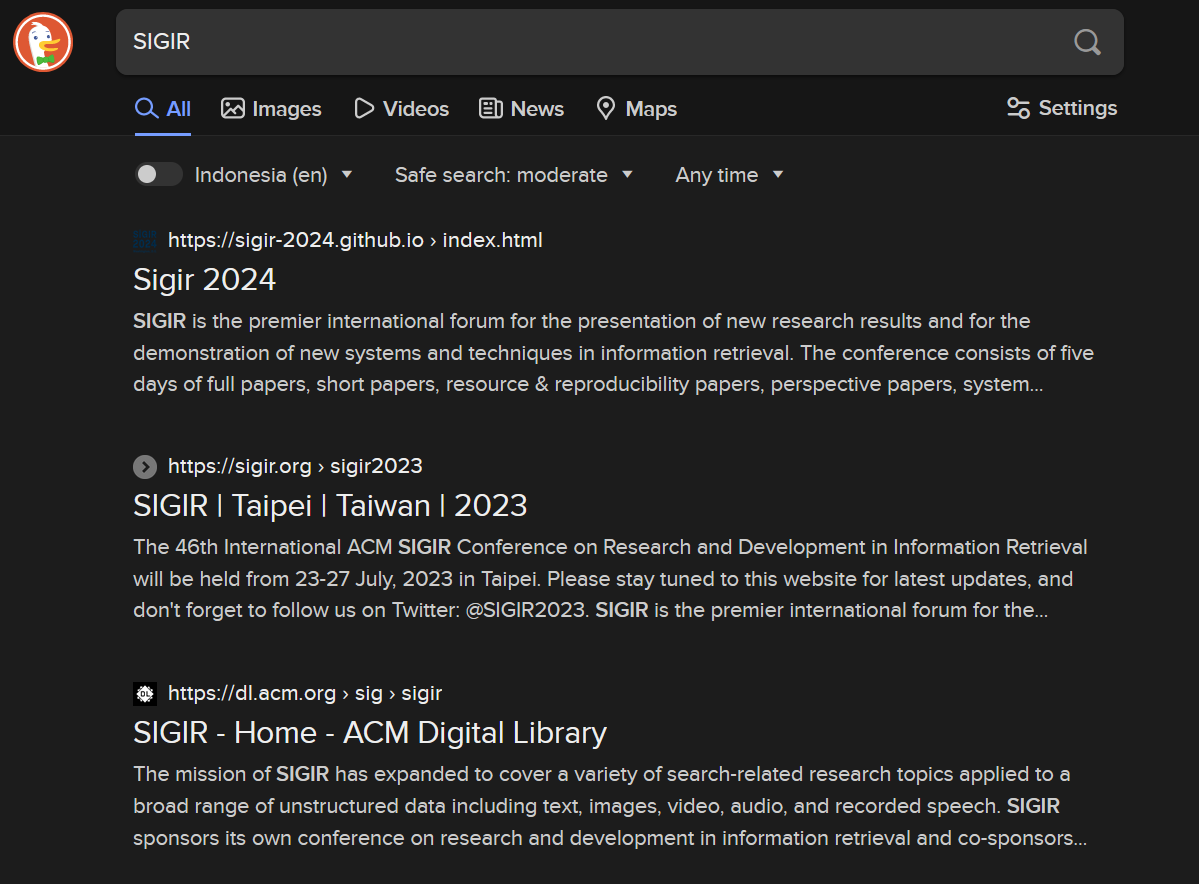 SIGIR
All Images Videos News Maps Settings
Indonesia (en) Safe search: moderate Any time
https://sigir-2024.github.io › index.html
Sigir 2024
SIGIR is the premier international forum for the presentation of new research results and for the
demonstration of new systems and techniques in information retrieval. The conference consists of five
days of full papers, short papers, resource & reproducibility papers, perspective papers, system...
https://sigir.org › sigir2023
SIGIR | Taipei | Taiwan | 2023
The 46th International ACM SIGIR Conference on Research and Development in Information Retrieval
will be held from 23-27 July, 2023 in Taipei. Please stay tuned to this website for latest updates, and
don't forget to follow us on Twitter: @SIGIR2023. SIGIR is the premier international forum for the...
DL
https://dl.acm.org › sig › sigir
SIGIR - Home - ACM Digital Library
The mission of SIGIR has expanded to cover a variety of search-related research topics applied to a
broad range of unstructured data including text, images, video, audio, and recorded speech. SIGIR
sponsors its own conference on research and development in information retrieval and co-sponsors...